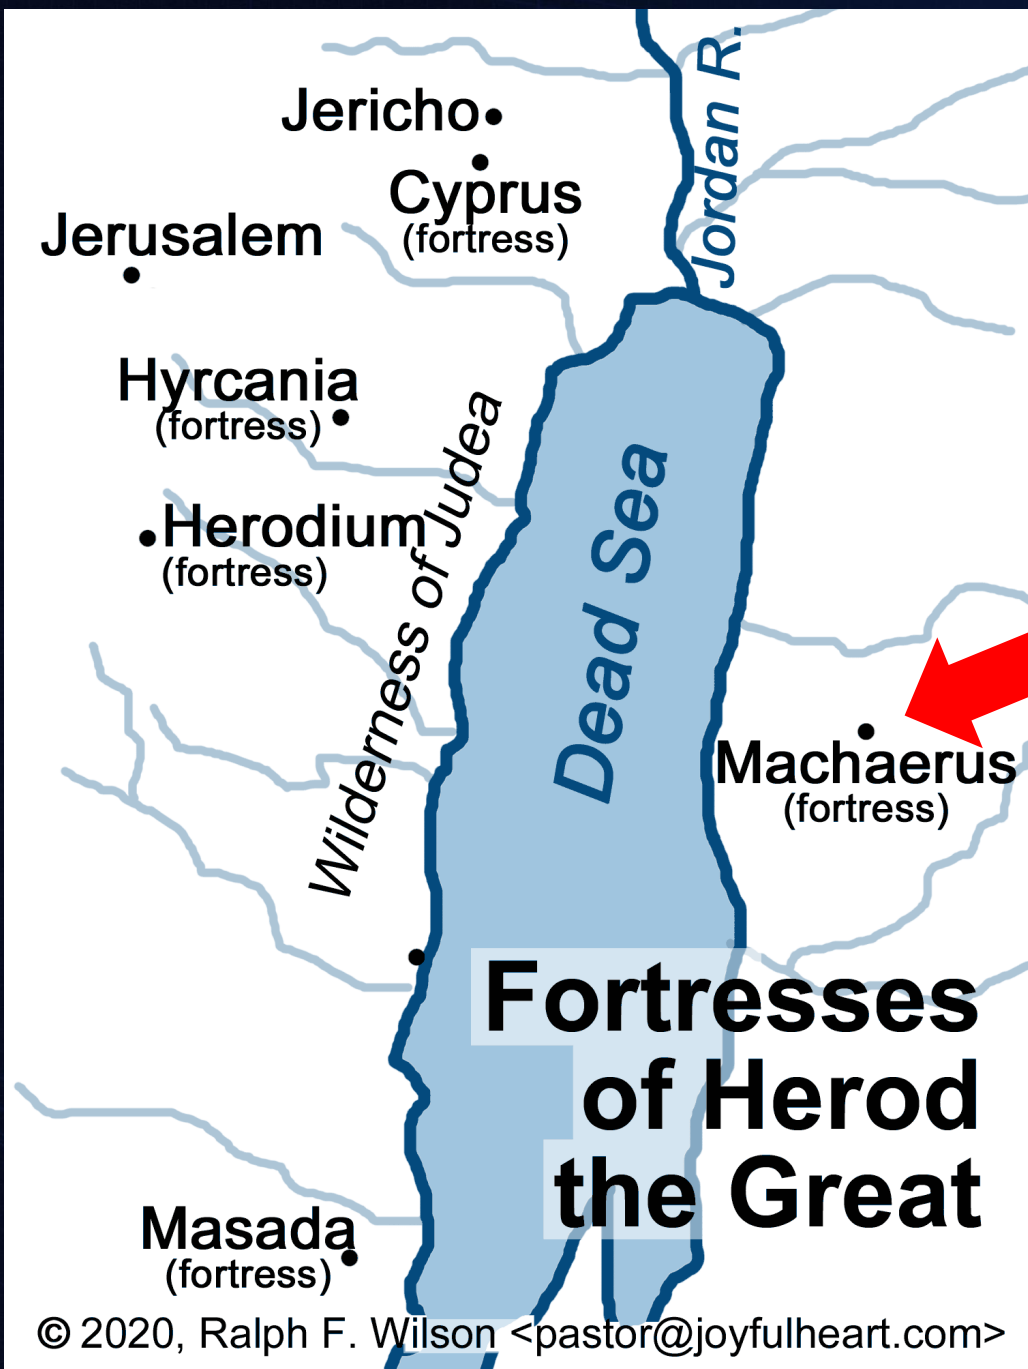 Jordan R.
Jericho
Cyprus
(fortress)
Jerusalem
Hyrcania
(fortress)
Herodium
(fortress)
Wilderness of Judea
Dead Sea
Machaerus
(fortress)
Fortresses
of Herod
the Great
Masada
(fortress)
© 2020, Ralph F. Wilson <pastor@joyfulheart.com>